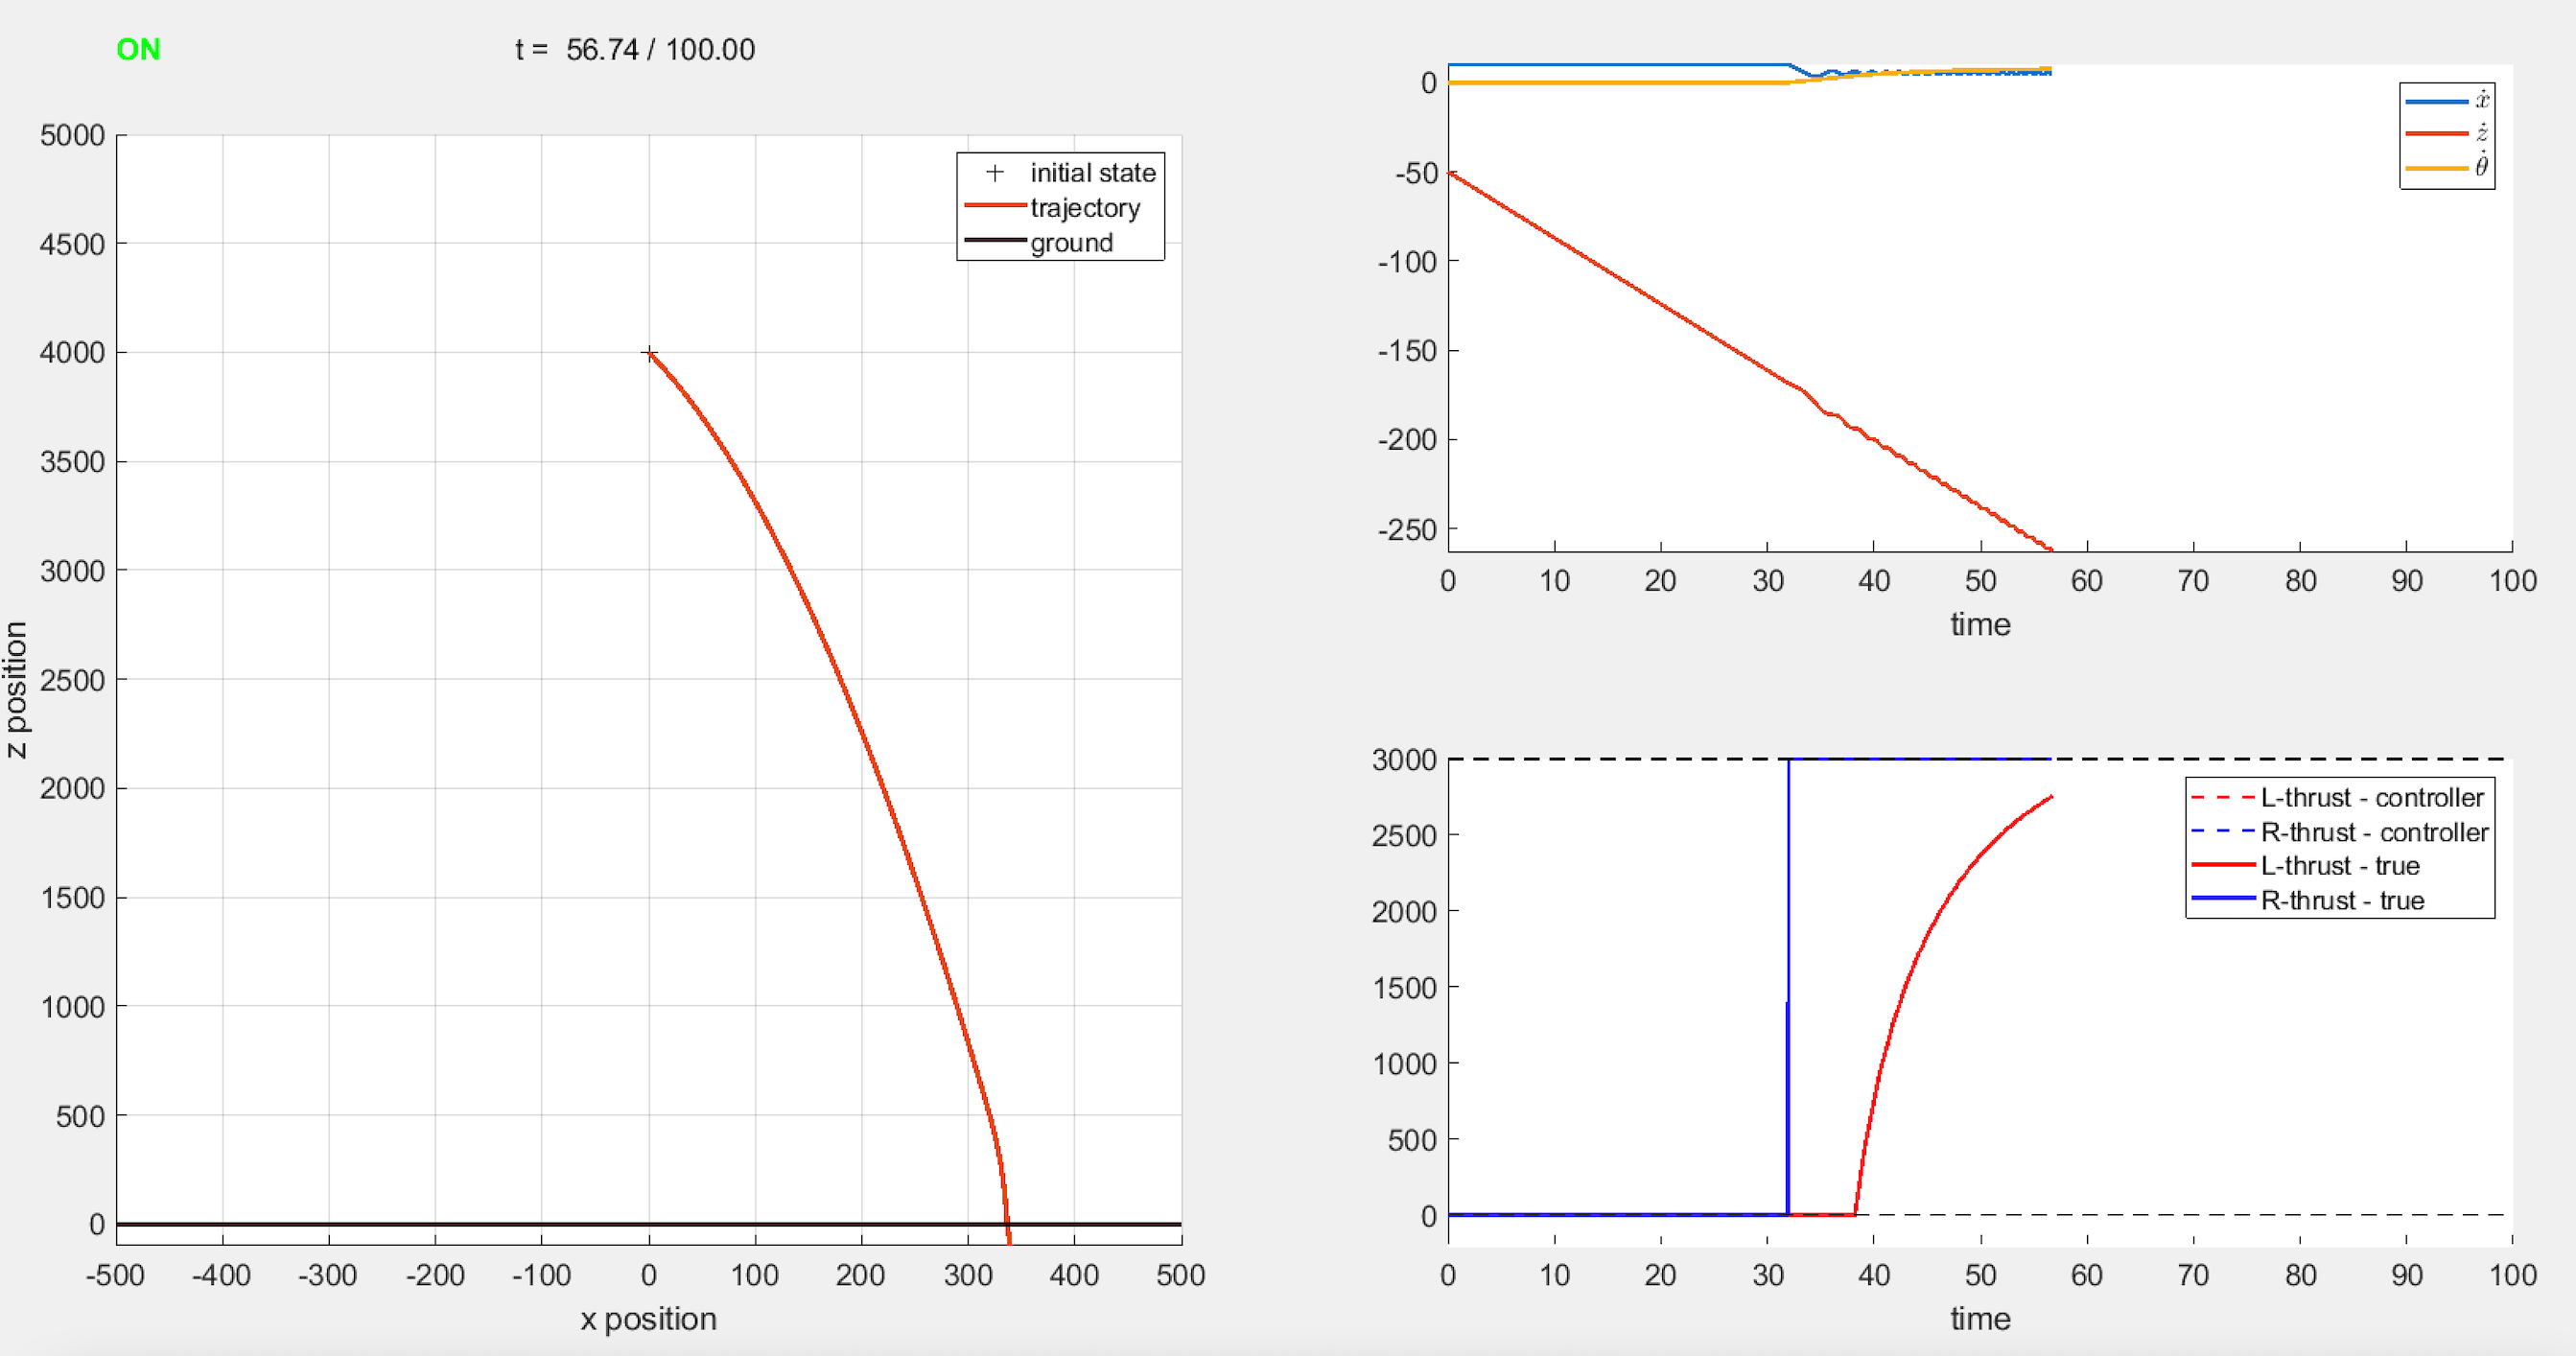 ON
t = 56.74 / 100.00
5000
4500
4000
3500
3000
2500
2000
1500
1000
500
0
z position
-500 -400 -300 -200 -100 0 100 200 300 400 500
x position
initial state
trajectory
ground
0
-50
-100
-150
-200
-250
0 10 20 30 40 50 60 70 80 90 100
time
ẋ
ż
θ̇
3000
2500
2000
1500
1000
500
0
0 10 20 30 40 50 60 70 80 90 100
time
L-thrust - controller
R-thrust - controller
L-thrust - true
R-thrust - true